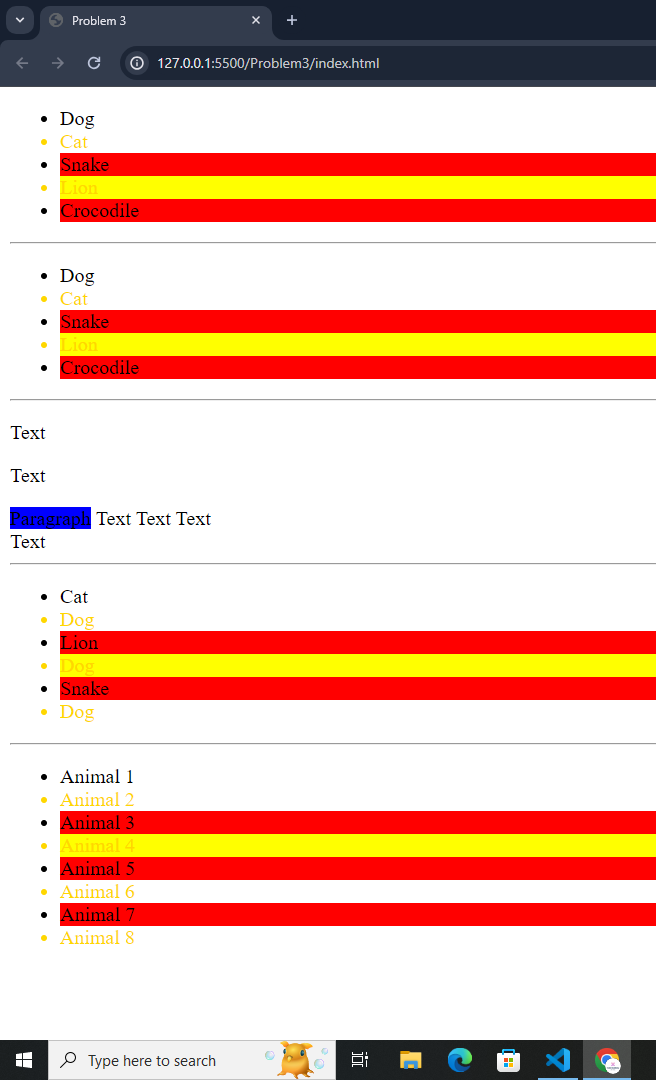 Problem 3
127.0.0.1:5500/Problem3/index.html
Dog
Cat
Snake
Lion
Crocodile
Dog
Cat
Snake
Lion
Crocodile
Text
Text
Paragraph Text Text Text
Text
Cat
Dog
Lion
Dog
Snake
Dog
Animal 1
Animal 2
Animal 3
Animal 4
Animal 5
Animal 6
Animal 7
Animal 8
Type here to search